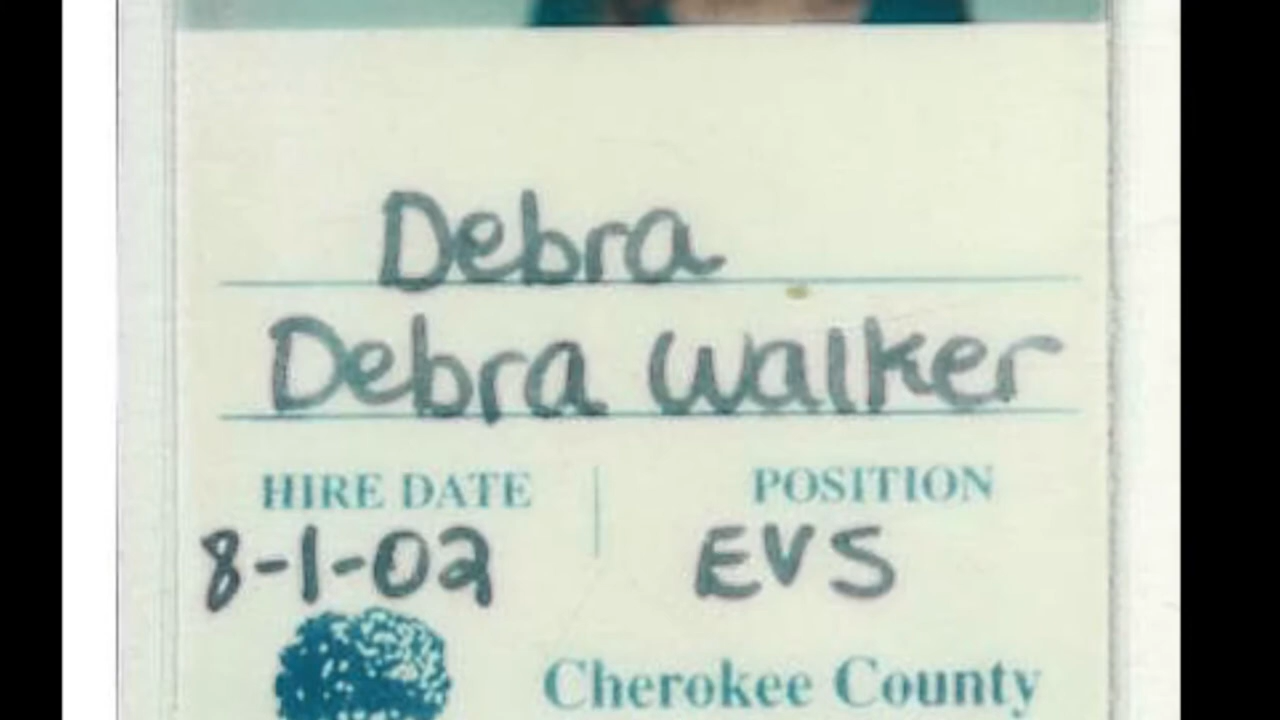 Debra
Debra Walker
HIRE DATE POSITION
8-1-02 EVS
Cherokee County